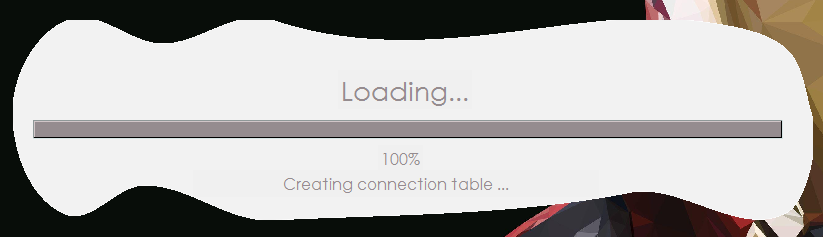 Loading...
100%
Creating connection table ...